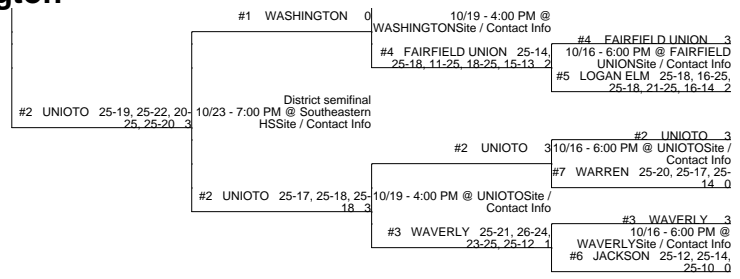 ngton
#1 WASHINGTON 0
10/19 - 4:00 PM @
WASHINGTONSite / Contact Info
#4 FAIRFIELD UNION 25-14,
25-18, 11-25, 18-25, 15-13 2
#4 FAIRFIELD UNION 3
10/16 - 6:00 PM @ FAIRFIELD
UNIONSite / Contact Info
#5 LOGAN ELM 25-18, 16-25,
25-18, 21-25, 16-14 2
#2 UNIOTO 25-19, 25-22, 20-
25, 25-20 3
District semifinal
10/23 - 7:00 PM @ Southeastern
HSSite / Contact Info
#2 UNIOTO 3
#2 UNIOTO 3
10/16 - 6:00 PM @ UNIOTOSite /
Contact Info
#7 WARREN 25-20, 25-17, 25-
14 0
#2 UNIOTO 25-17, 25-18, 25-
18 3
10/19 - 4:00 PM @ UNIOTOSite /
Contact Info
#3 WAVERLY 25-21, 26-24,
23-25, 25-12 1
#3 WAVERLY 3
10/16 - 6:00 PM @
WAVERLYSite / Contact Info
#6 JACKSON 25-12, 25-14,
25-10 0